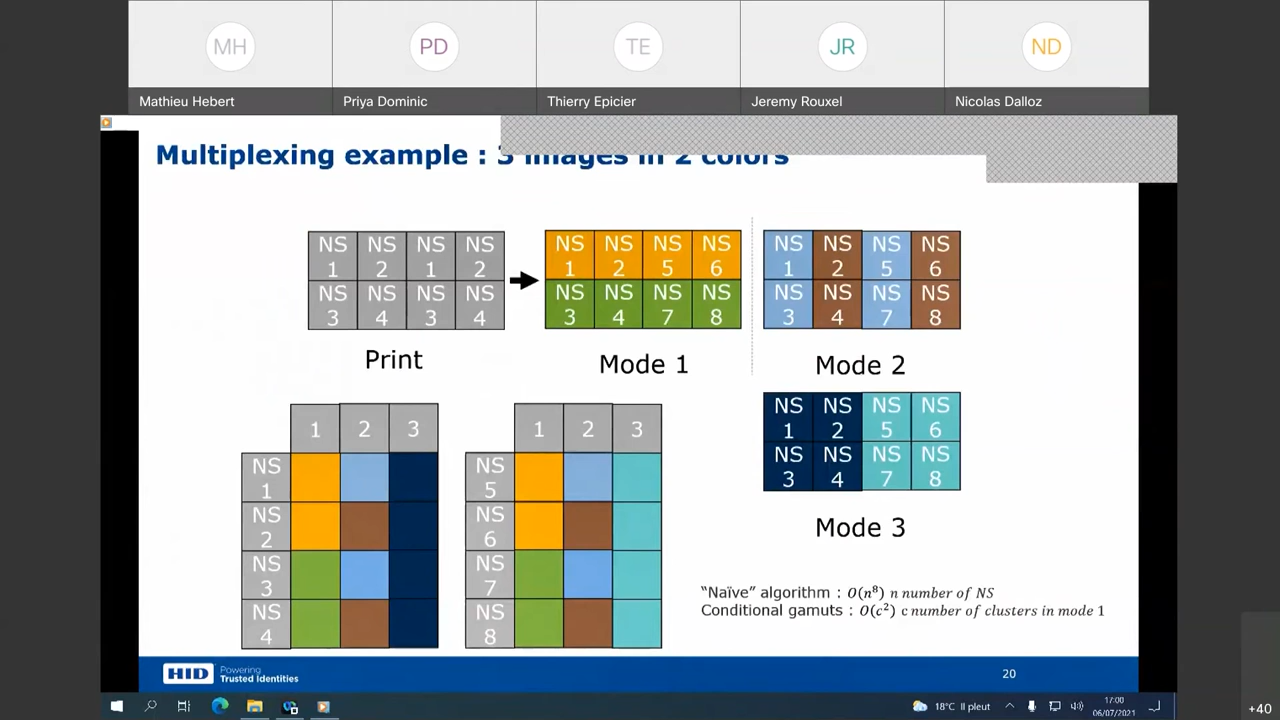 MH
PD
TE
JR
ND
Mathieu Hebert
Priya Dominic
Thierry Epicier
Jeremy Rouxel
Nicolas Dalloz
Multiplexing example : 3 images in 2 colors
NS 1 NS 2 NS 1 NS 2
NS 3 NS 4 NS 3 NS 4
Print
NS 1 NS 2 NS 5 NS 6
NS 3 NS 4 NS 7 NS 8
Mode 1
NS 1 NS 2 NS 5 NS 6
NS 3 NS 4 NS 7 NS 8
Mode 2
NS 1 NS 2 NS 5 NS 6
NS 3 NS 4 NS 7 NS 8
Mode 3
1 2 3
NS 1
NS 2
NS 3
NS 4
1 2 3
NS 5
NS 6
NS 7
NS 8
"Naïve" algorithm : O(n⁸) n number of NS
Conditional gamuts : O(c²) c number of clusters in mode 1
HID
Powering
Trusted Identities
20
18°C Il pleut
17:00
06/07/2021
+40